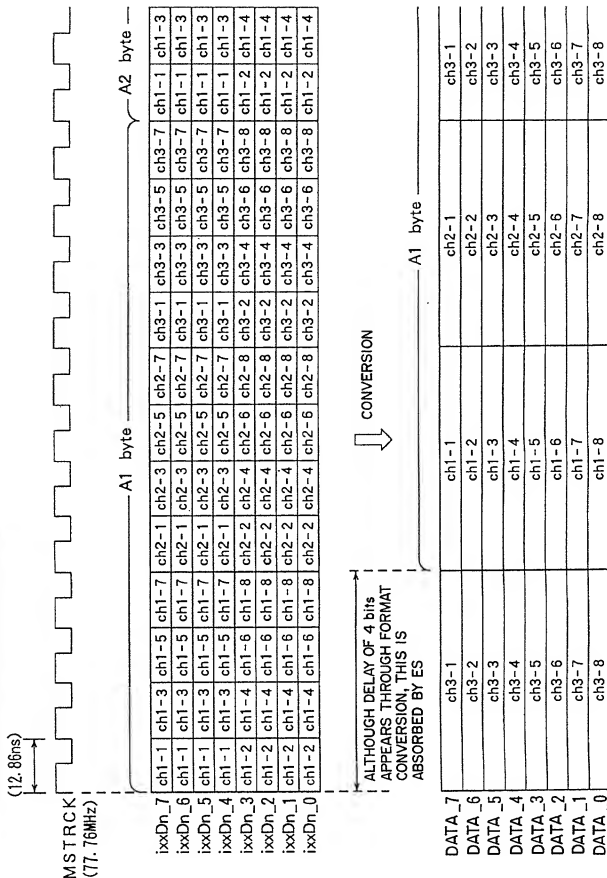 (12.86ns)
MSTRCK
(77.76MHz)
A1 byte A2 byte
ixxDn_7 ch1-1 ch1-3 ch1-5 ch1-7 ch2-1 ch2-3 ch2-5 ch2-7 ch3-1 ch3-3 ch3-5 ch3-7 ch1-1 ch1-3
ixxDn_6 ch1-1 ch1-3 ch1-5 ch1-7 ch2-1 ch2-3 ch2-5 ch2-7 ch3-1 ch3-3 ch3-5 ch3-7 ch1-1 ch1-3
ixxDn_5 ch1-1 ch1-3 ch1-5 ch1-7 ch2-1 ch2-3 ch2-5 ch2-7 ch3-1 ch3-3 ch3-5 ch3-7 ch1-1 ch1-3
ixxDn_4 ch1-1 ch1-3 ch1-5 ch1-7 ch2-1 ch2-3 ch2-5 ch2-7 ch3-1 ch3-3 ch3-5 ch3-7 ch1-1 ch1-3
ixxDn_3 ch1-2 ch1-4 ch1-6 ch1-8 ch2-2 ch2-4 ch2-6 ch2-8 ch3-2 ch3-4 ch3-6 ch3-8 ch1-2 ch1-4
ixxDn_2 ch1-2 ch1-4 ch1-6 ch1-8 ch2-2 ch2-4 ch2-6 ch2-8 ch3-2 ch3-4 ch3-6 ch3-8 ch1-2 ch1-4
ixxDn_1 ch1-2 ch1-4 ch1-6 ch1-8 ch2-2 ch2-4 ch2-6 ch2-8 ch3-2 ch3-4 ch3-6 ch3-8 ch1-2 ch1-4
ixxDn_0 ch1-2 ch1-4 ch1-6 ch1-8 ch2-2 ch2-4 ch2-6 ch2-8 ch3-2 ch3-4 ch3-6 ch3-8 ch1-2 ch1-4
CONVERSION
ALTHOUGH DELAY OF 4 bits
APPEARS THROUGH FORMAT
CONVERSION, THIS IS
ABSORBED BY ES
A1 byte
DATA_7 ch3-1 ch1-1 ch2-1 ch3-1
DATA_6 ch3-2 ch1-2 ch2-2 ch3-2
DATA_5 ch3-3 ch1-3 ch2-3 ch3-3
DATA_4 ch3-4 ch1-4 ch2-4 ch3-4
DATA_3 ch3-5 ch1-5 ch2-5 ch3-5
DATA_2 ch3-6 ch1-6 ch2-6 ch3-6
DATA_1 ch3-7 ch1-7 ch2-7 ch3-7
DATA_0 ch3-8 ch1-8 ch2-8 ch3-8